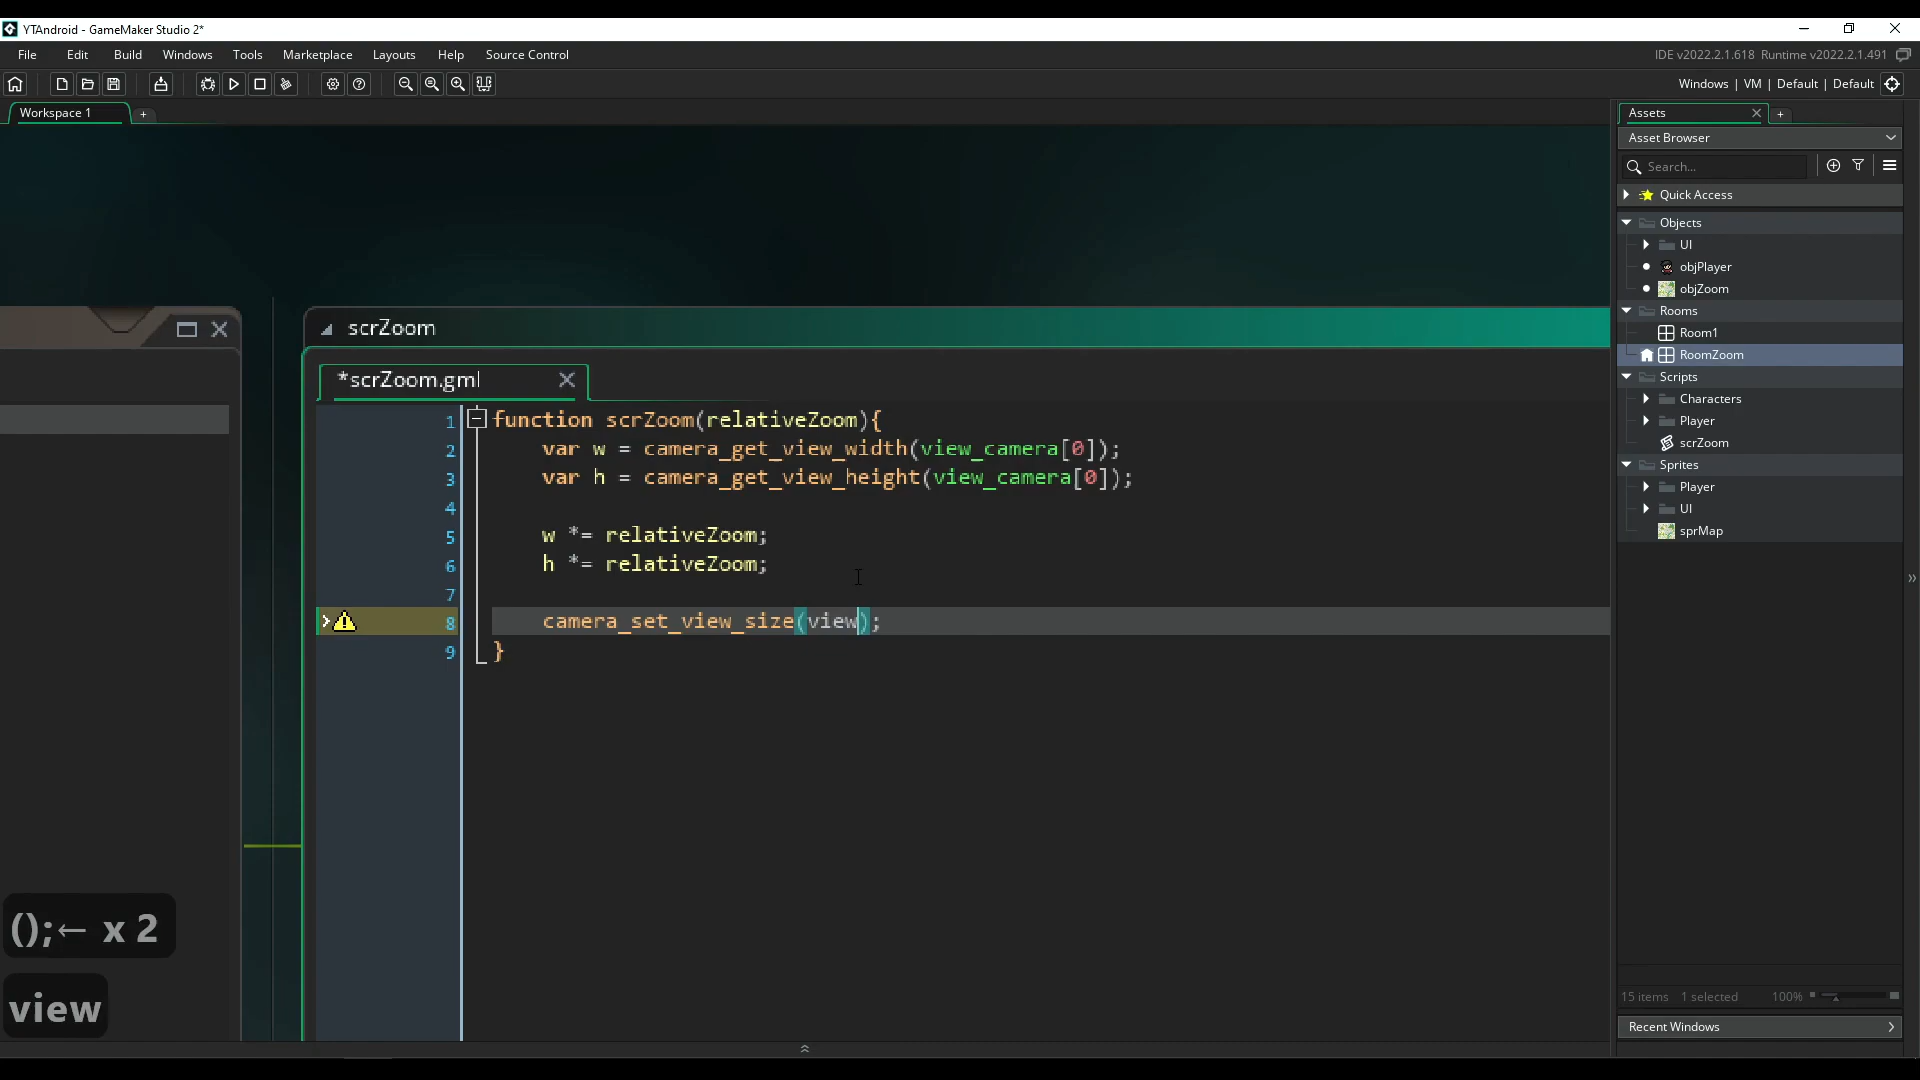 YTAndroid - GameMaker Studio 2*
File Edit Build Windows Tools Marketplace Layouts Help Source Control
IDE v2022.2.1.618 Runtime v2022.2.1.491
Windows | VM | Default | Default
Workspace 1
+
Assets
+
Asset Browser
Search...
Quick Access
Objects
UI
objPlayer
objZoom
Rooms
Room1
RoomZoom
Scripts
Characters
Player
scrZoom
Sprites
Player
UI
sprMap
15 items 1 selected 100%
Recent Windows
scrZoom
*scrZoom.gml
1 function scrZoom(relativeZoom){
2 var w = camera_get_view_width(view_camera[0]);
3 var h = camera_get_view_height(view_camera[0]);
4
5 w *= relativeZoom;
6 h *= relativeZoom;
7
8 camera_set_view_size(view);
9 }
();← x 2
view